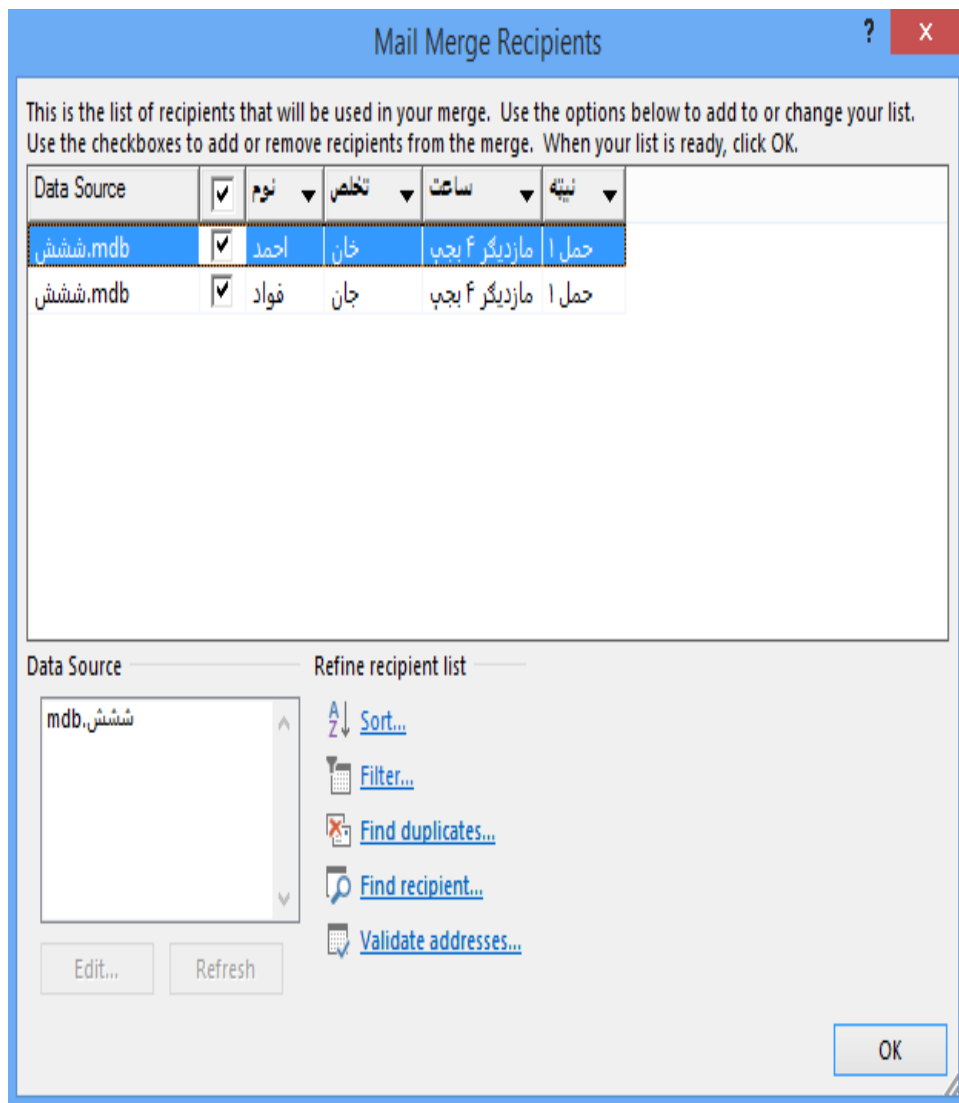 Mail Merge Recipients
? X
This is the list of recipients that will be used in your merge. Use the options below to add to or change your list.
Use the checkboxes to add or remove recipients from the merge. When your list is ready, click OK.
Data Source نوم تخلص ساعت نیټه
ششش.mdb احمد خان مازدیګر ۴ بجې حمل ۱
ششش.mdb فواد جان مازدیګر ۴ بجې حمل ۱
Data Source
ششش.mdb
Edit... Refresh
Refine recipient list
Sort...
Filter...
Find duplicates...
Find recipient...
Validate addresses...
OK